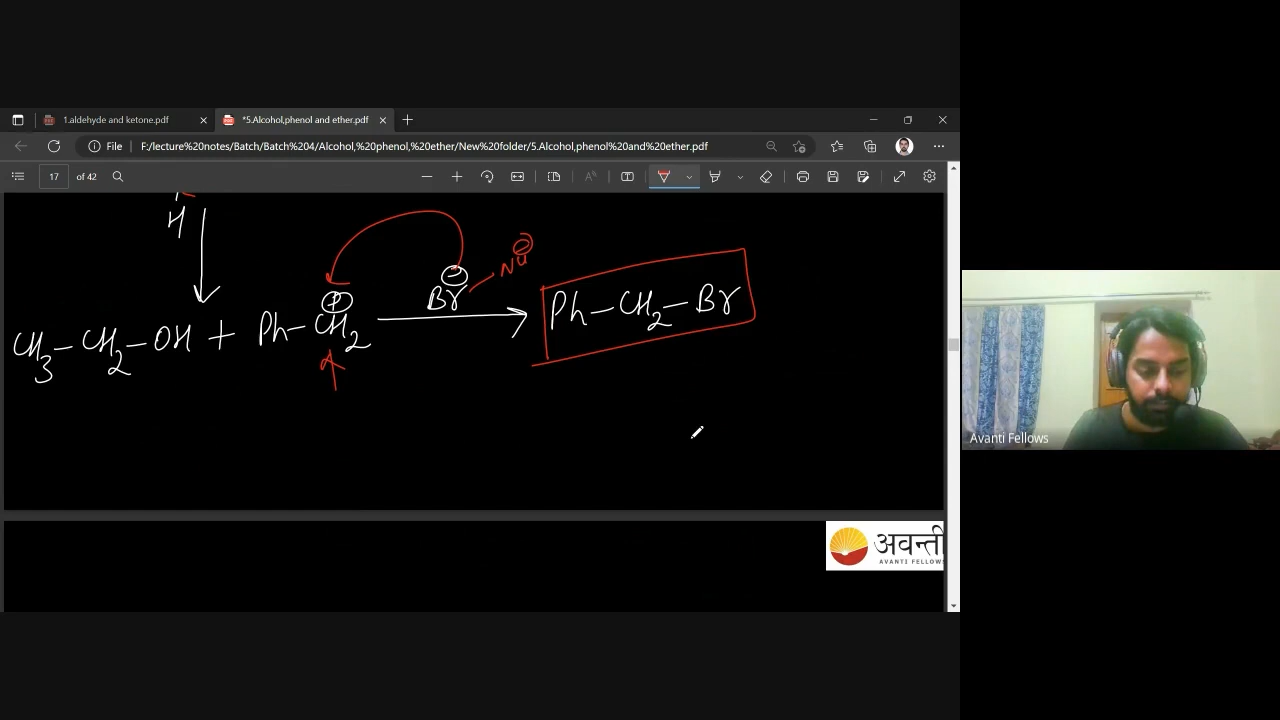 1.aldehyde and ketone.pdf
*5.Alcohol,phenol and ether.pdf
File F:/lecture%20notes/Batch/Batch%204/Alcohol,%20phenol,%20ether/New%20folder/5.Alcohol,phenol%20and%20ether.pdf
17 of 42
H
Nu⊖
CH3–CH2–OH + Ph–CH2⊕ Br⊖ → Ph–CH2–Br
Avanti Fellows
अवन्ती
AVANTI FELLOWS